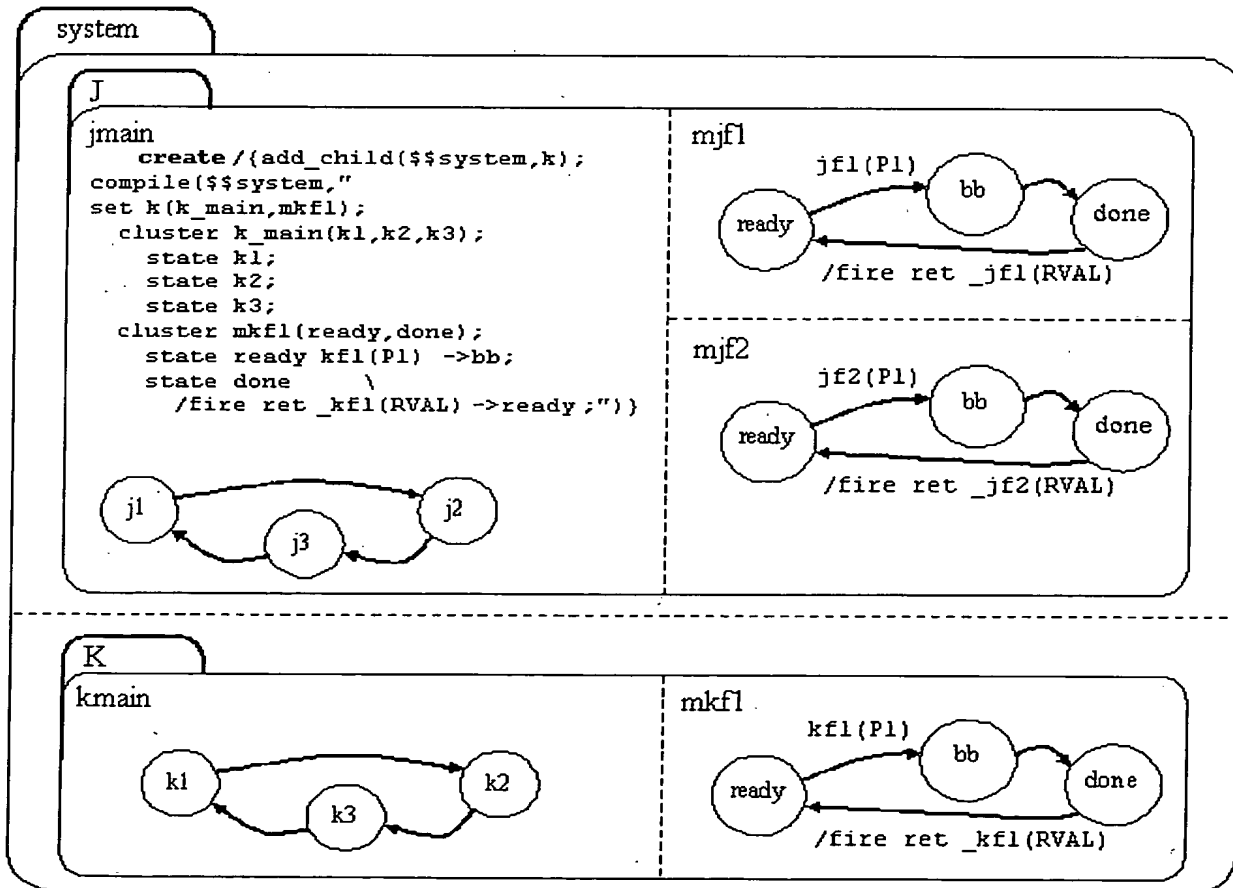 system
J
jmain
create /{add_child($$system,k);
compile($$system,"
set k(k_main,mkf1);
cluster k_main(k1,k2,k3);
state k1;
state k2;
state k3;
cluster mkf1(ready,done);
state ready kf1(P1) ->bb;
state done \
/fire ret _kf1(RVAL) ->ready ;")}
j1
j2
j3
mjf1
jf1(P1)
bb
ready
done
/fire ret _jf1(RVAL)
mjf2
jf2(P1)
bb
ready
done
/fire ret _jf2(RVAL)
K
kmain
k1
k2
k3
mkf1
kf1(P1)
bb
ready
done
/fire ret _kf1(RVAL)